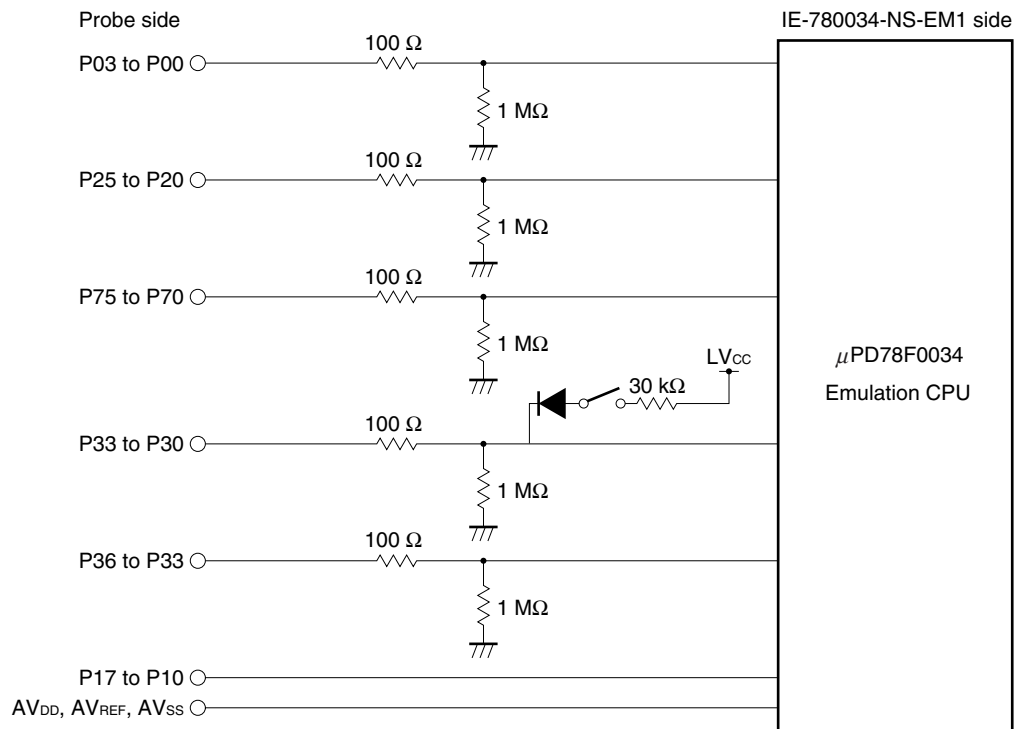 Probe side
IE-780034-NS-EM1 side
P03 to P00
100 Ω
1 MΩ
P25 to P20
100 Ω
1 MΩ
P75 to P70
100 Ω
1 MΩ
LVCC
30 kΩ
µPD78F0034
Emulation CPU
P33 to P30
100 Ω
1 MΩ
P36 to P33
100 Ω
1 MΩ
P17 to P10
AVDD, AVREF, AVSS